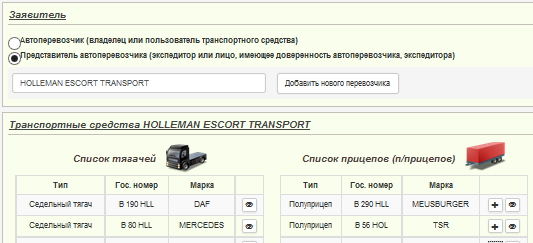 Заявитель
Автоперевозчик (владелец или пользователь транспортного средства)
Представитель автоперевозчика (экспедитор или лицо, имеющее доверенность автоперевозчика, экспедитора)
HOLLEMAN ESCORT TRANSPORT Добавить нового перевозчика
Транспортные средства HOLLEMAN ESCORT TRANSPORT
Список тягачей Список прицепов (п/прицепов)
Тип Гос. номер Марка Тип Гос. номер Марка
Седельный тягач B 190 HLL DAF Полуприцеп B 290 HLL MEUSBURGER
Седельный тягач B 80 HLL MERCEDES Полуприцеп B 56 HOL TSR